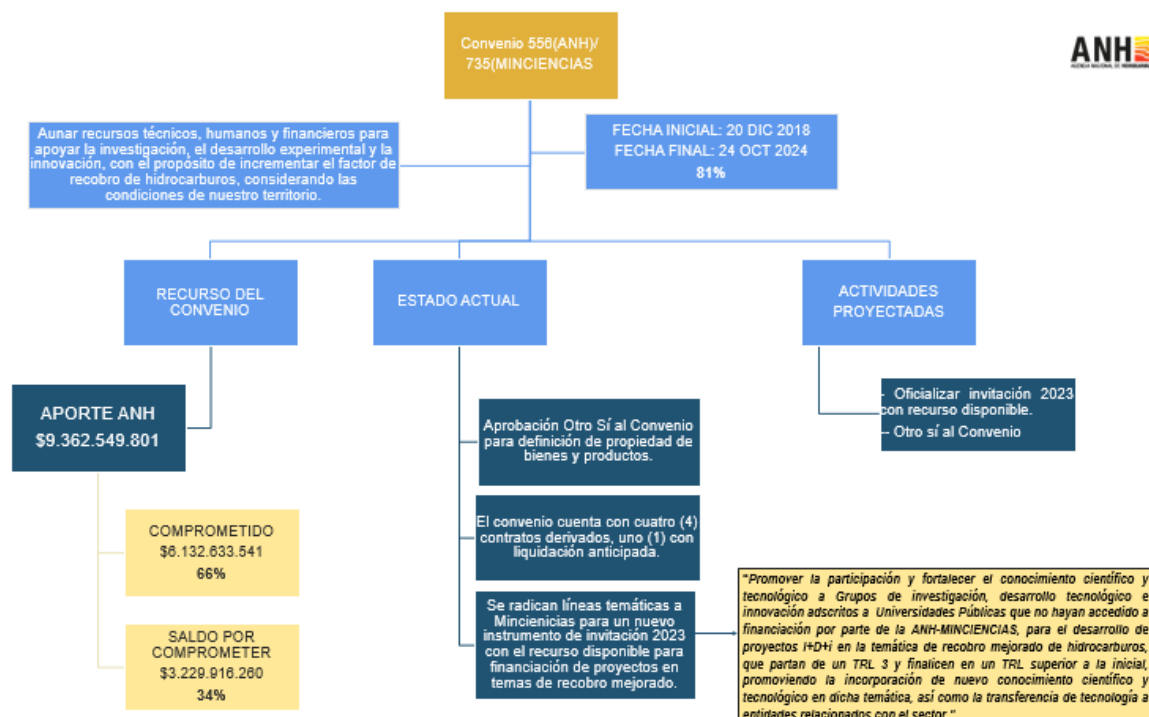 Convenio 556(ANH)/
735(MINCIENCIAS
ANH
Aunar recursos técnicos, humanos y financieros para
apoyar la investigación, el desarrollo experimental y la
innovación, con el propósito de incrementar el factor de
recobro de hidrocarburos, considerando las
condiciones de nuestro territorio.
FECHA INICIAL: 20 DIC 2018
FECHA FINAL: 24 OCT 2024
81%
RECURSO DEL
CONVENIO
ESTADO ACTUAL
ACTIVIDADES
PROYECTADAS
APORTE ANH
$9.362.549.801
COMPROMETIDO
$6.132.633.541
66%
SALDO POR
COMPROMETER
$3.229.916.260
34%
Aprobación Otro Sí al Convenio
para definición de propiedad de
bienes y productos.
El convenio cuenta con cuatro (4)
contratos derivados, uno (1) con
liquidación anticipada.
Se radican líneas temáticas a
Mincienicias para un nuevo
instrumento de invitación 2023
con el recurso disponible para
financiación de proyectos en
temas de recobro mejorado.
- Oficializar invitación 2023
con recurso disponible.
-- Otro sí al Convenio
"Promover la participación y fortalecer el conocimiento científico y
tecnológico a Grupos de investigación, desarrollo tecnológico e
innovación adscritos a Universidades Públicas que no hayan accedido a
financiación por parte de la ANH-MINCIENCIAS, para el desarrollo de
proyectos I+D+i en la temática de recobro mejorado de hidrocarburos,
que partan de un TRL 3 y finalicen en un TRL superior a la inicial,
promoviendo la incorporación de nuevo conocimiento científico y
tecnológico en dicha temática, así como la transferencia de tecnología a
entidades relacionados con el sector."